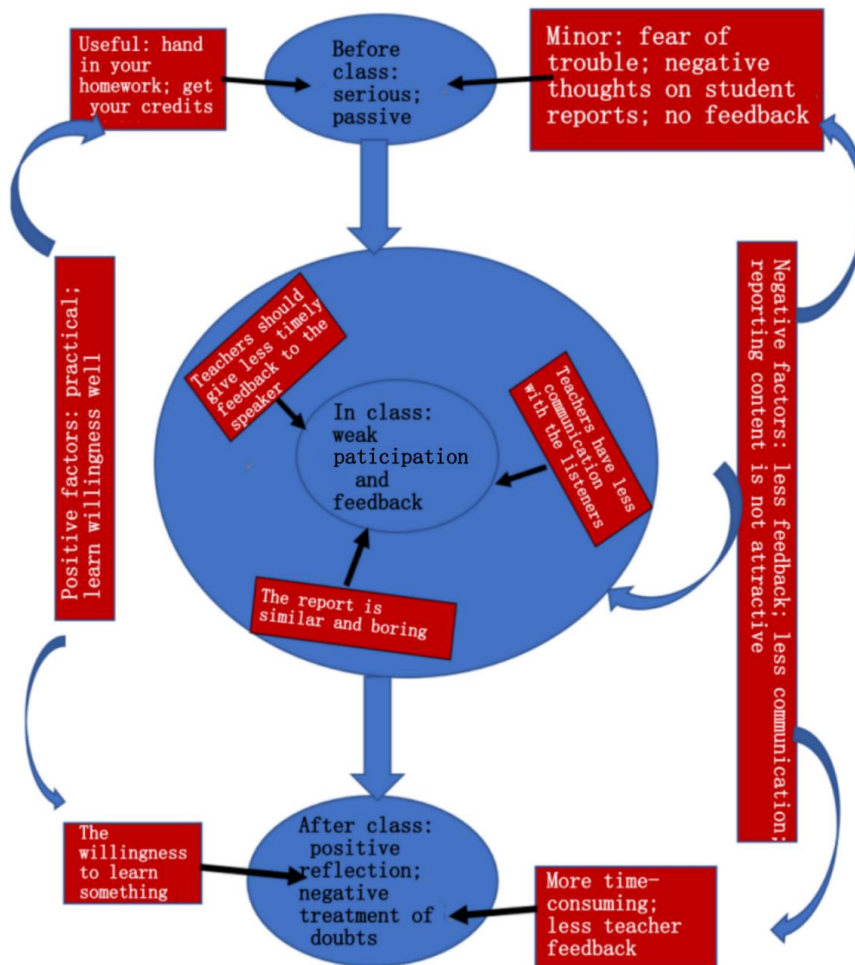 Useful: hand
in your
homework; get
your credits
Before
class:
serious;
passive
Minor: fear of
trouble; negative
thoughts on student
reports; no feedback
Positive factors: practical;
learn willingness well
Teachers should
give less timely
feedback to the
speaker
In class:
weak
paticipation
and
feedback
Teachers have less
communication
with the listeners
The report is
similar and boring
Negative factors: less feedback; less communication;
reporting content is not attractive
The
willingness
to learn
something
After class:
positive
reflection;
negative
treatment of
doubts
More time-
consuming;
less teacher
feedback